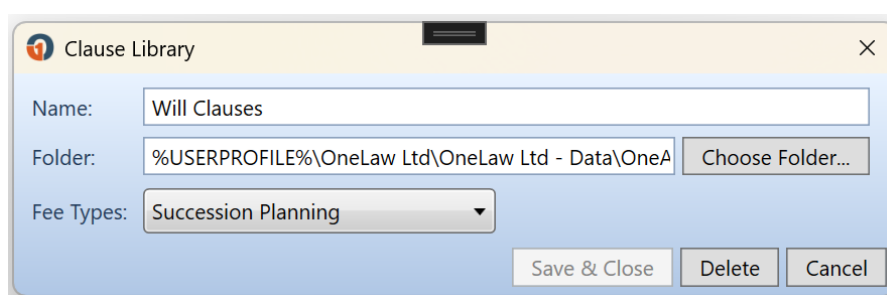 Clause Library
Name: Will Clauses
Folder: %USERPROFILE%\OneLaw Ltd\OneLaw Ltd - Data\OneA Choose Folder...
Fee Types: Succession Planning
Save & Close Delete Cancel